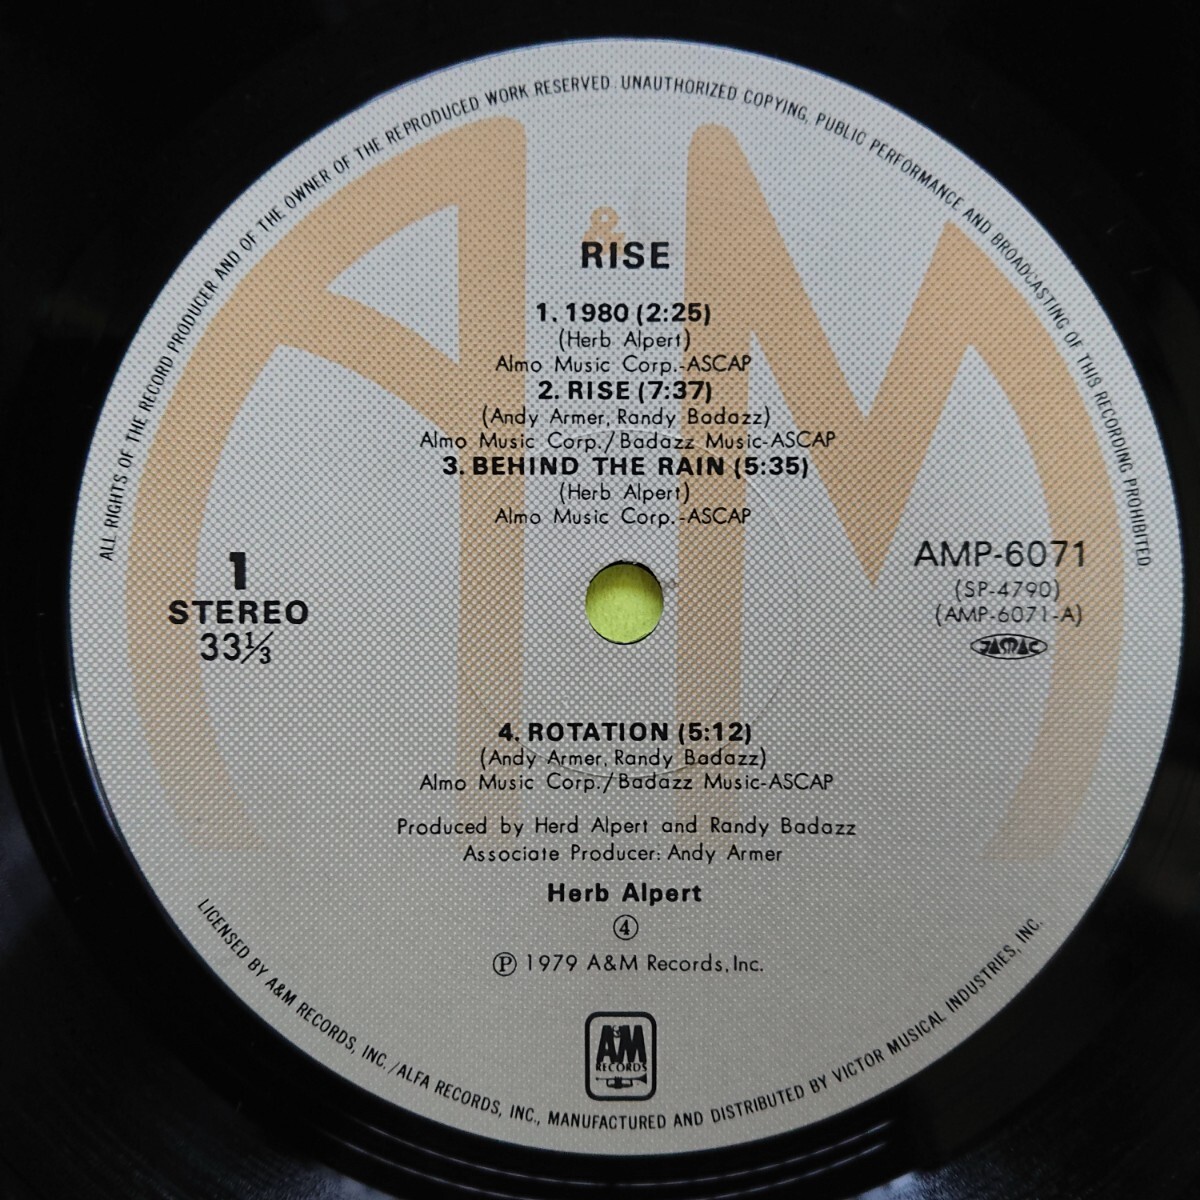 ALL RIGHTS OF THE RECORD PRODUCER AND OF THE OWNER OF THE REPRODUCED WORK RESERVED. UNAUTHORIZED COPYING, PUBLIC PERFORMANCE AND BROADCASTING OF THIS RECORDING PROHIBITED
A&M
RISE
1. 1980 (2:25)
(Herb Alpert)
Almo Music Corp.-ASCAP
2. RISE (7:37)
(Andy Armer, Randy Badazz)
Almo Music Corp./Badazz Music-ASCAP
3. BEHIND THE RAIN (5:35)
(Herb Alpert)
Almo Music Corp.-ASCAP
1
STEREO
33⅓
AMP-6071
(SP-4790)
(AMP-6071-A)
JASRAC
4. ROTATION (5:12)
(Andy Armer, Randy Badazz)
Almo Music Corp./Badazz Music-ASCAP
Produced by Herd Alpert and Randy Badazz
Associate Producer: Andy Armer
Herb Alpert
④
Ⓟ 1979 A&M Records, Inc.
A&M
RECORDS
LICENSED BY A&M RECORDS, INC./ALFA RECORDS, INC., MANUFACTURED AND DISTRIBUTED BY VICTOR MUSICAL INDUSTRIES, INC.